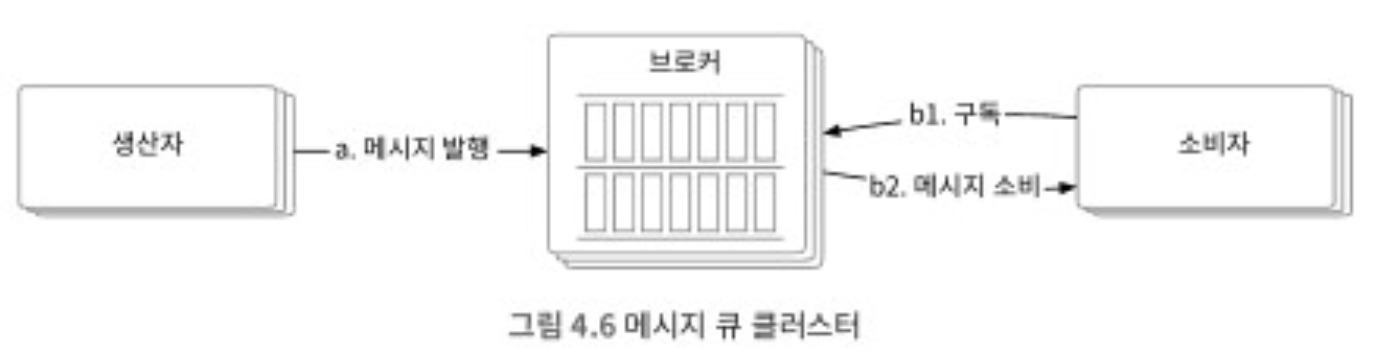 브로커
생산자
a. 메시지 발행
b1. 구독
b2. 메시지 소비
소비자
그림 4.6 메시지 큐 클러스터